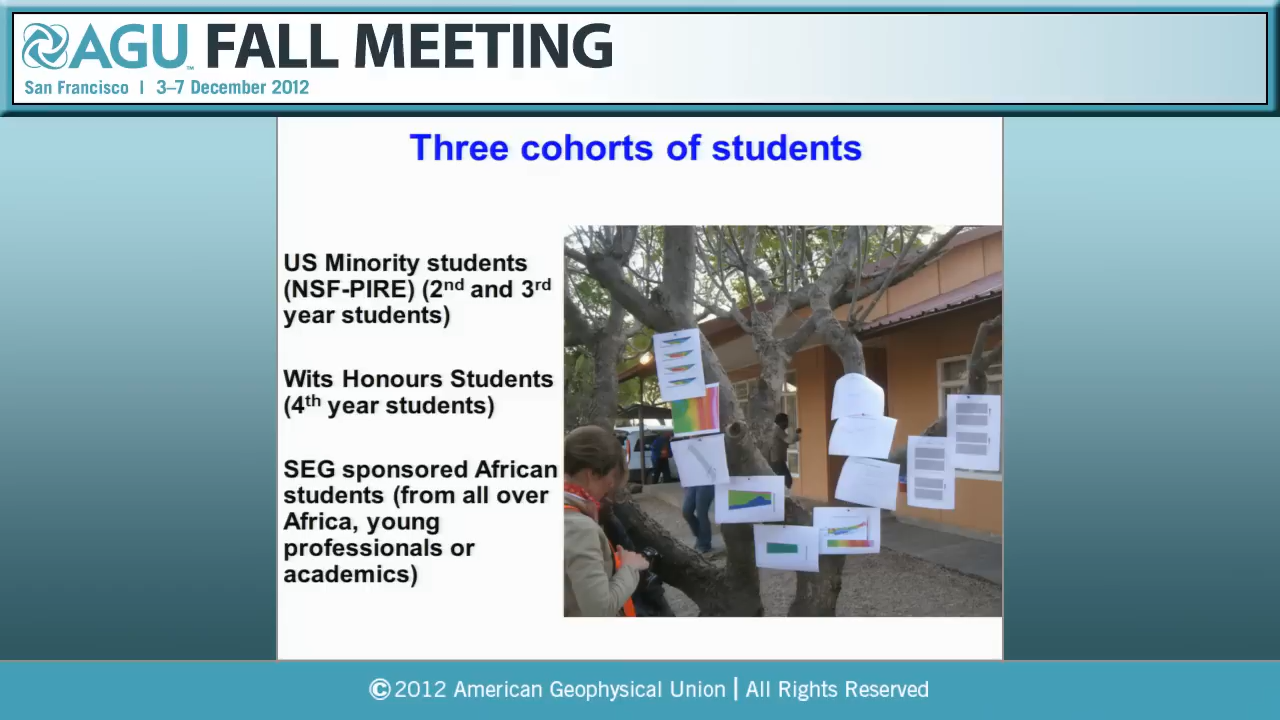 AGU FALL MEETING
San Francisco | 3–7 December 2012
Three cohorts of students
US Minority students
(NSF-PIRE) (2nd and 3rd
year students)
Wits Honours Students
(4th year students)
SEG sponsored African
students (from all over
Africa, young
professionals or
academics)
©2012 American Geophysical Union | All Rights Reserved